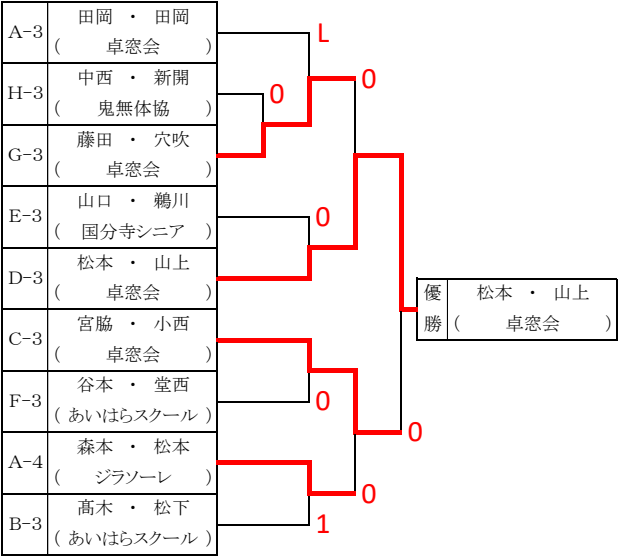 A-3 田岡 ・ 田岡
( 卓窓会 )
L
H-3 中西 ・ 新開
( 鬼無体協 )
0
0
G-3 藤田 ・ 穴吹
( 卓窓会 )
E-3 山口 ・ 鵜川
( 国分寺シニア )
0
D-3 松本 ・ 山上
( 卓窓会 )
優勝 松本 ・ 山上
( 卓窓会 )
C-3 宮脇 ・ 小西
( 卓窓会 )
F-3 谷本 ・ 堂西
( あいはらスクール )
0
0
A-4 森本 ・ 松本
( ジラソーレ )
0
B-3 髙木 ・ 松下
( あいはらスクール )
1